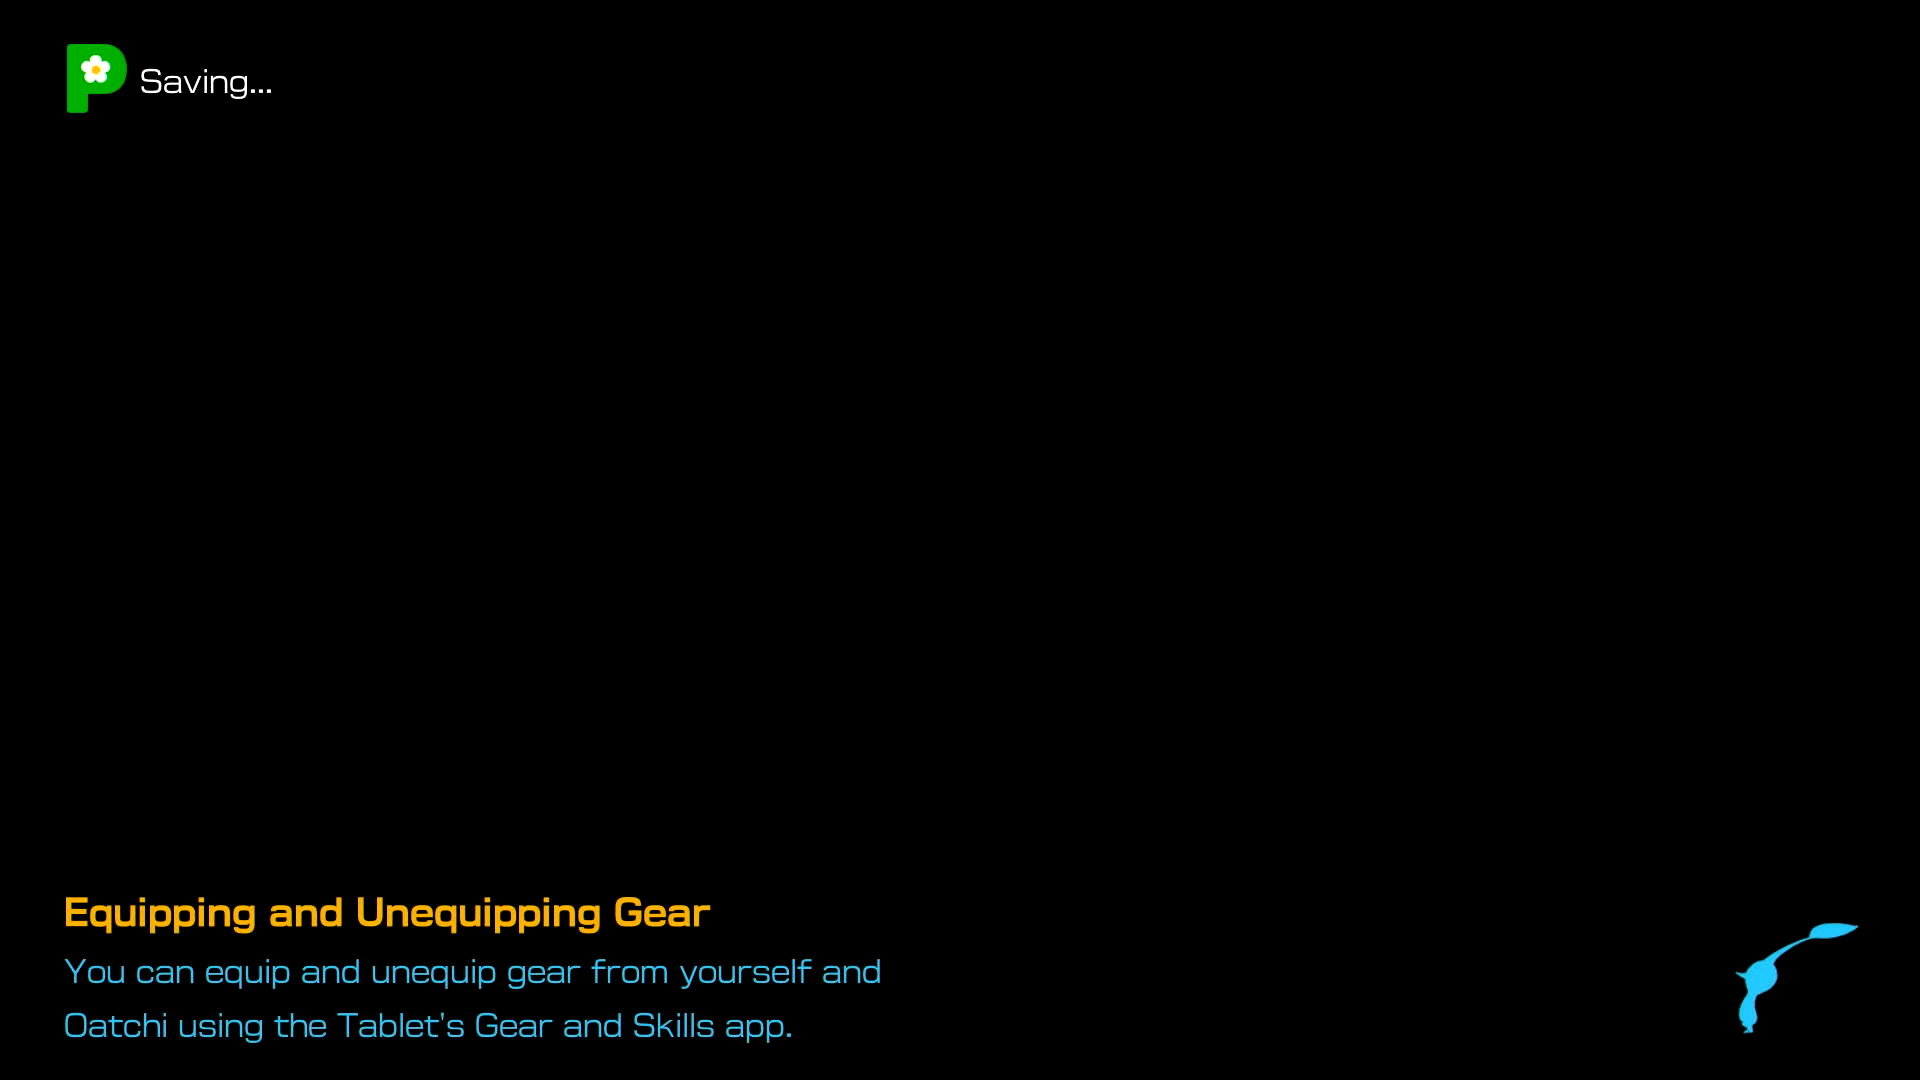 P Saving...
Equipping and Unequipping Gear
You can equip and unequip gear from yourself and
Oatchi using the Tablet's Gear and Skills app.